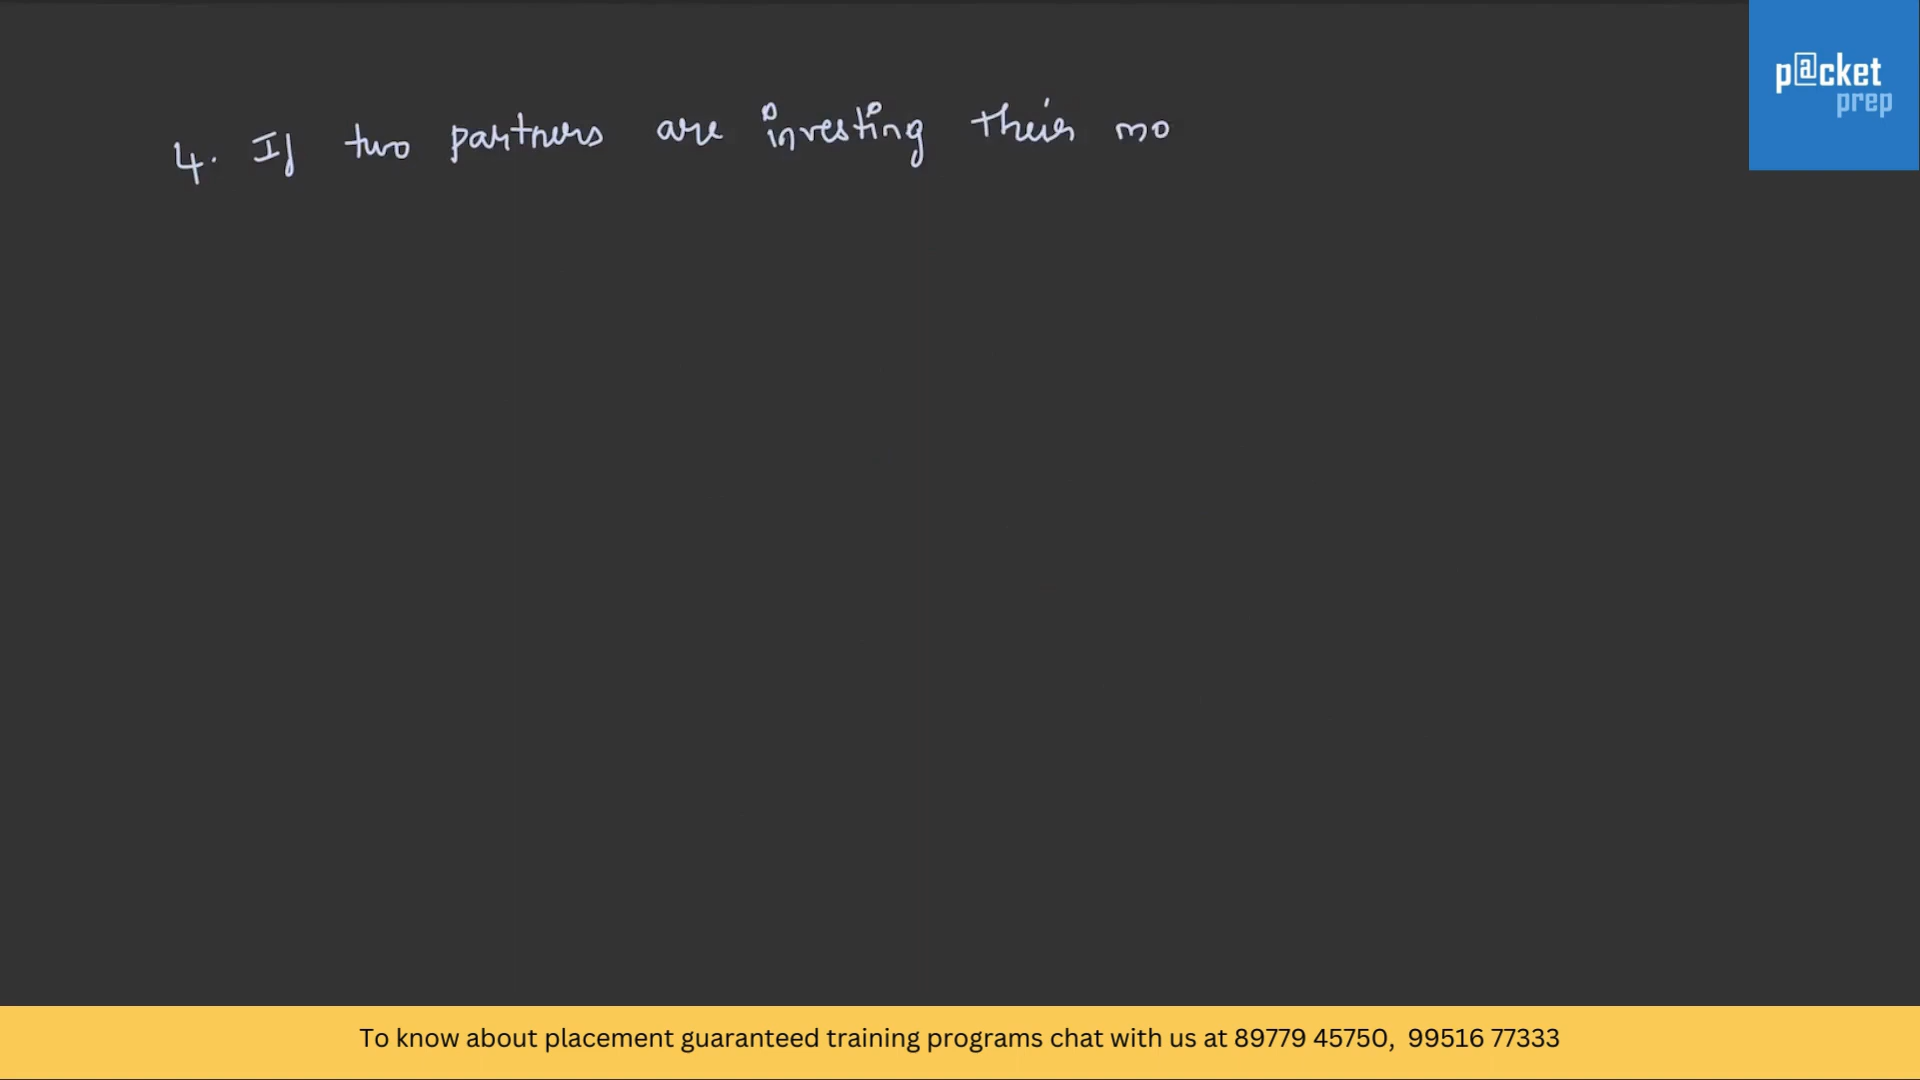 p@cket
prep
4. If two partners are investing their mo
To know about placement guaranteed training programs chat with us at 89779 45750, 99516 77333